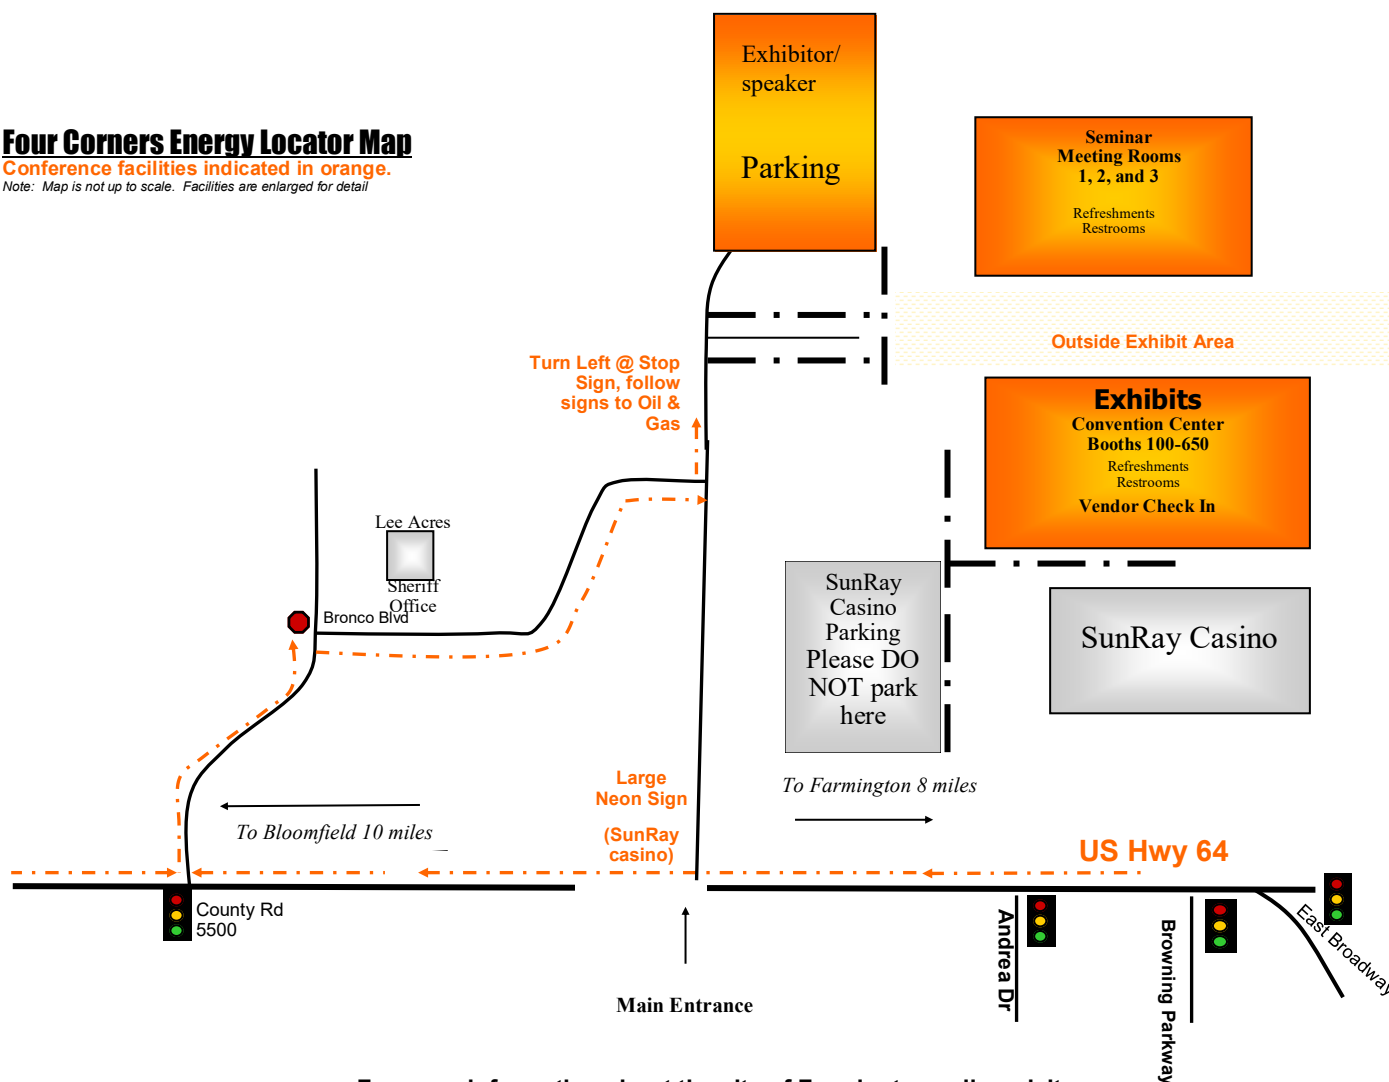 Exhibitor/
speaker
Parking
Four Corners Energy Locator Map
Conference facilities indicated in orange.
Note: Map is not up to scale. Facilities are enlarged for detail
Seminar
Meeting Rooms
1, 2, and 3
Refreshments
Restrooms
Outside Exhibit Area
Turn Left @ Stop
Sign, follow
signs to Oil &
Gas
Exhibits
Convention Center
Booths 100-650
Refreshments
Restrooms
Vendor Check In
Lee Acres
Sheriff
Office
Bronco Blvd
SunRay
Casino
Parking
Please DO
NOT park
here
SunRay Casino
Large
Neon Sign
(SunRay
casino)
To Farmington 8 miles
To Bloomfield 10 miles
US Hwy 64
County Rd
5500
Andrea Dr
Browning Parkway
East Broadway
Main Entrance